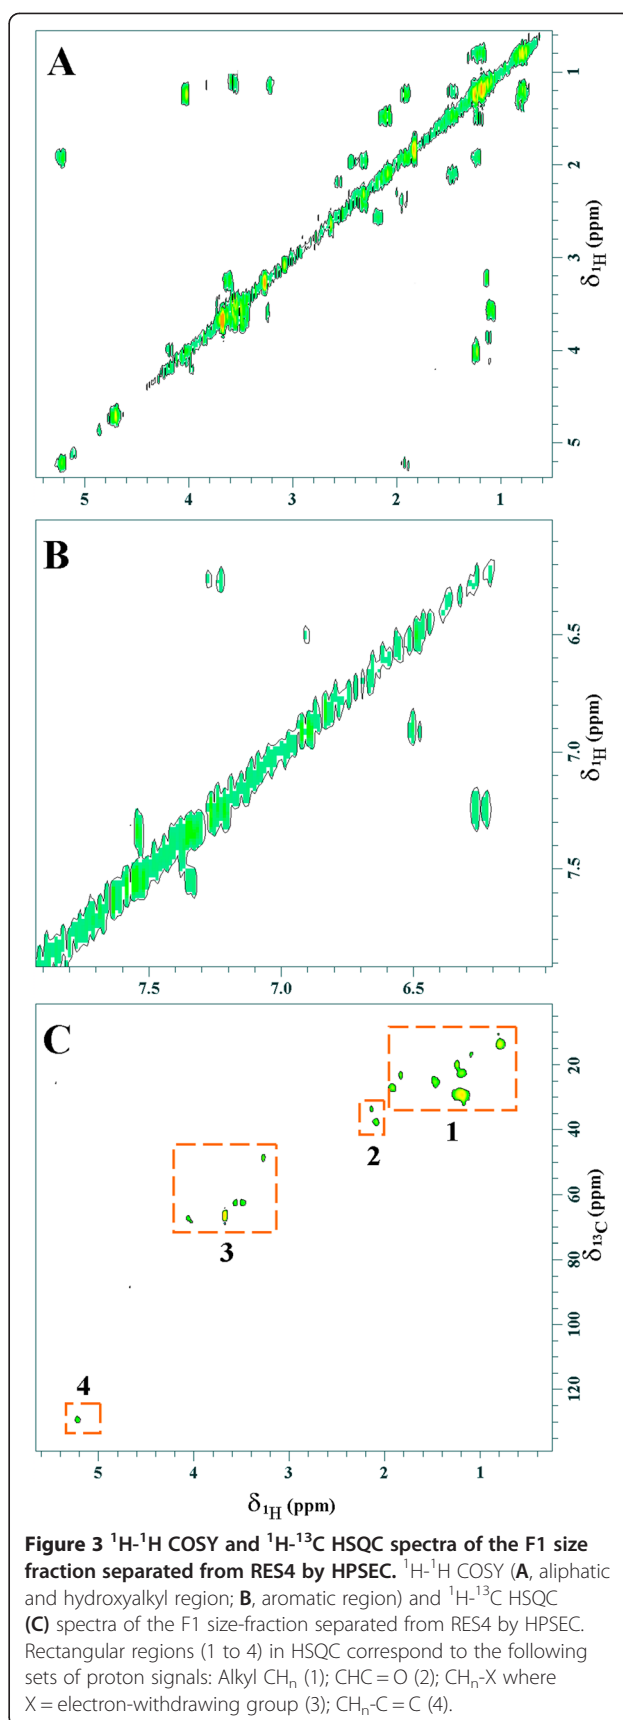 A
1
2
3
4
5
δ1H (ppm)
5 4 3 2 1
B
6.5
7.0
7.5
δ1H (ppm)
7.5 7.0 6.5
C
20
40
60
80
100
120
δ13C (ppm)
1
2
3
4
5 4 3 2 1
δ1H (ppm)
Figure 3 ¹H-¹H COSY and ¹H-¹³C HSQC spectra of the F1 size
fraction separated from RES4 by HPSEC. ¹H-¹H COSY (A, aliphatic
and hydroxyalkyl region; B, aromatic region) and ¹H-¹³C HSQC
(C) spectra of the F1 size-fraction separated from RES4 by HPSEC.
Rectangular regions (1 to 4) in HSQC correspond to the following
sets of proton signals: Alkyl CHₙ (1); CHC = O (2); CHₙ-X where
X = electron-withdrawing group (3); CHₙ-C = C (4).